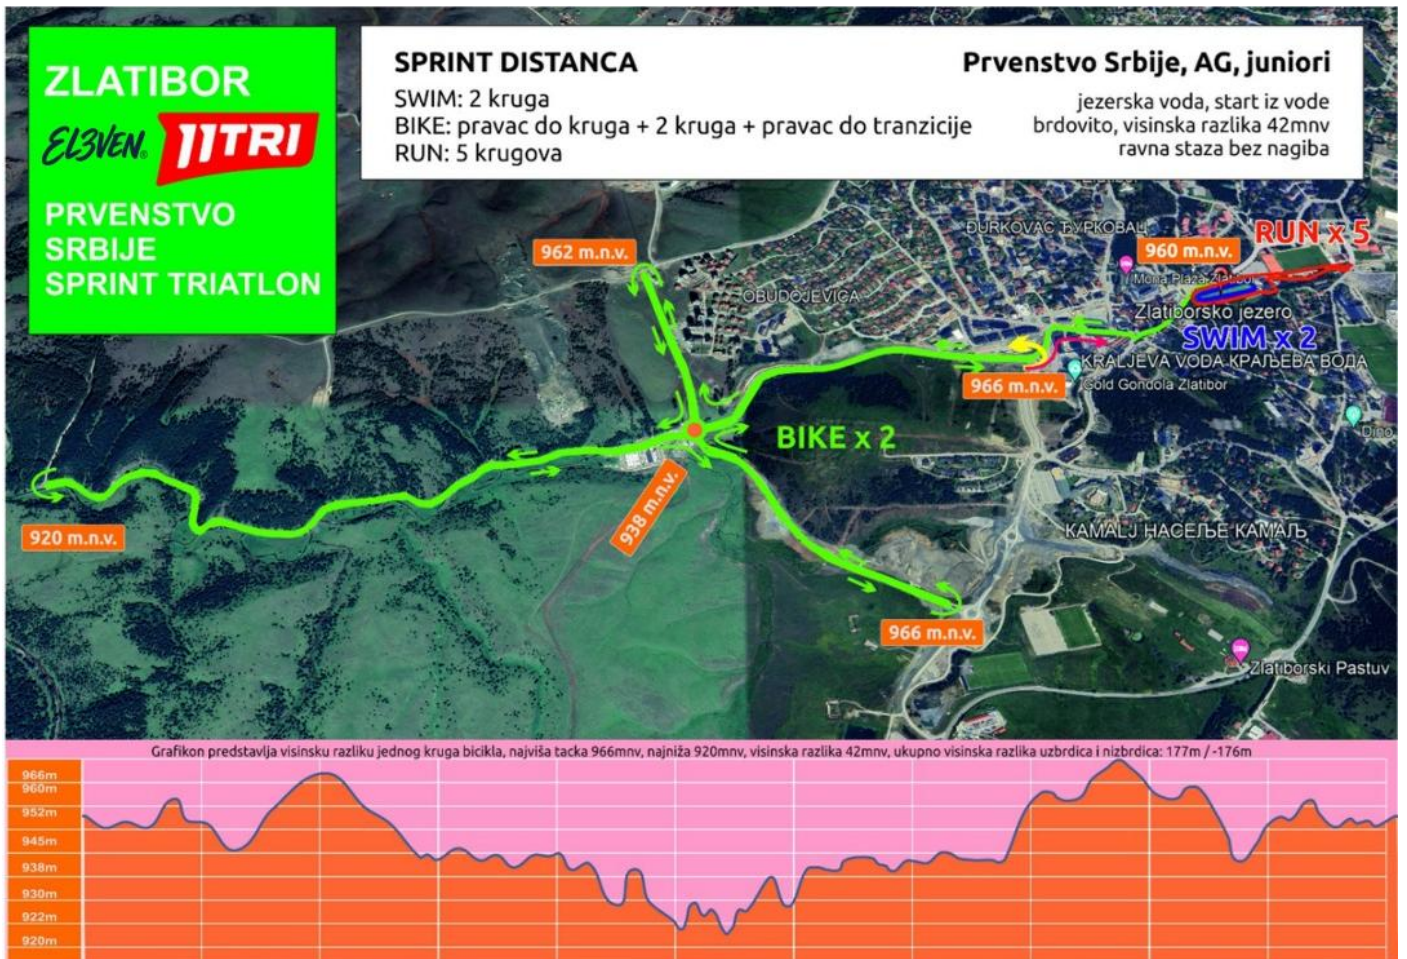 ZLATIBOR
EL3VEN. 11TRI
PRVENSTVO
SRBIJE
SPRINT TRIATLON
SPRINT DISTANCA
SWIM: 2 kruga
BIKE: pravac do kruga + 2 kruga + pravac do tranzicije
RUN: 5 krugova
Prvenstvo Srbije, AG, juniori
jezerska voda, start iz vode
brdovito, visinska razlika 42mnv
ravna staza bez nagiba
962 m.n.v.
ĐURKOVAC ЂУРКОВАЦ
RUN x 5
960 m.n.v.
Mona Plaza Zlatibor
OBUDOJEVICA
Zlatiborsko jezero
SWIM x 2
KRALJEVA VODA КРАЉЕВА ВОДА
966 m.n.v.
Gold Gondola Zlatibor
BIKE x 2
Dino
938 m.n.v.
920 m.n.v.
KAMALJ НАСЕЉЕ КАМАЉ
966 m.n.v.
Zlatiborski Pastuv
Grafikon predstavlja visinsku razliku jednog kruga bicikla, najviša tacka 966mnv, najniža 920mnv, visinska razlika 42mnv, ukupno visinska razlika uzbrdica i nizbrdica: 177m / -176m
966m
960m
952m
945m
938m
930m
922m
920m